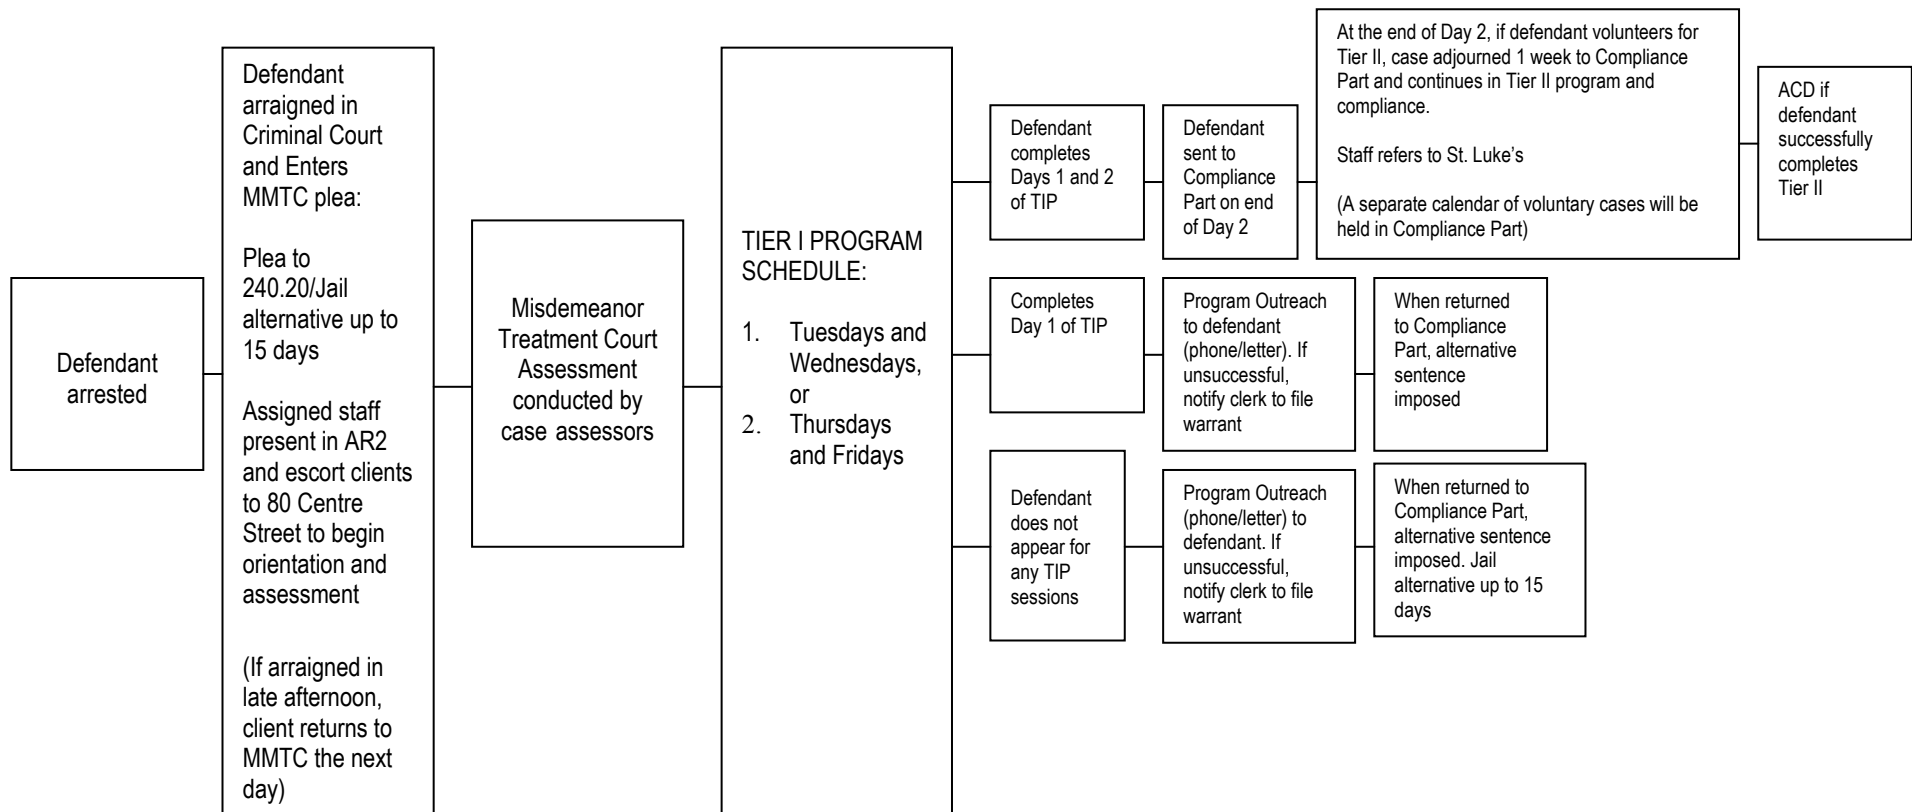 Defendant
arrested
Defendant
arraigned in
Criminal Court
and Enters
MMTC plea:
Plea to
240.20/Jail
alternative up to
15 days
Assigned staff
present in AR2
and escort clients
to 80 Centre
Street to begin
orientation and
assessment
(If arraigned in
late afternoon,
client returns to
MMTC the next
day)
Misdemeanor
Treatment Court
Assessment
conducted by
case assessors
TIER I PROGRAM
SCHEDULE:
1. Tuesdays and
Wednesdays,
or
2. Thursdays
and Fridays
Defendant
completes
Days 1 and 2
of TIP
Defendant
sent to
Compliance
Part on end
of Day 2
At the end of Day 2, if defendant volunteers for
Tier II, case adjourned 1 week to Compliance
Part and continues in Tier II program and
compliance.
Staff refers to St. Luke’s
(A separate calendar of voluntary cases will be
held in Compliance Part)
ACD if
defendant
successfully
completes
Tier II
Completes
Day 1 of TIP
Program Outreach
to defendant
(phone/letter). If
unsuccessful,
notify clerk to file
warrant
When returned
to Compliance
Part, alternative
sentence
imposed
Defendant
does not
appear for
any TIP
sessions
Program Outreach
(phone/letter) to
defendant. If
unsuccessful,
notify clerk to file
warrant
When returned to
Compliance Part,
alternative sentence
imposed. Jail
alternative up to 15
days